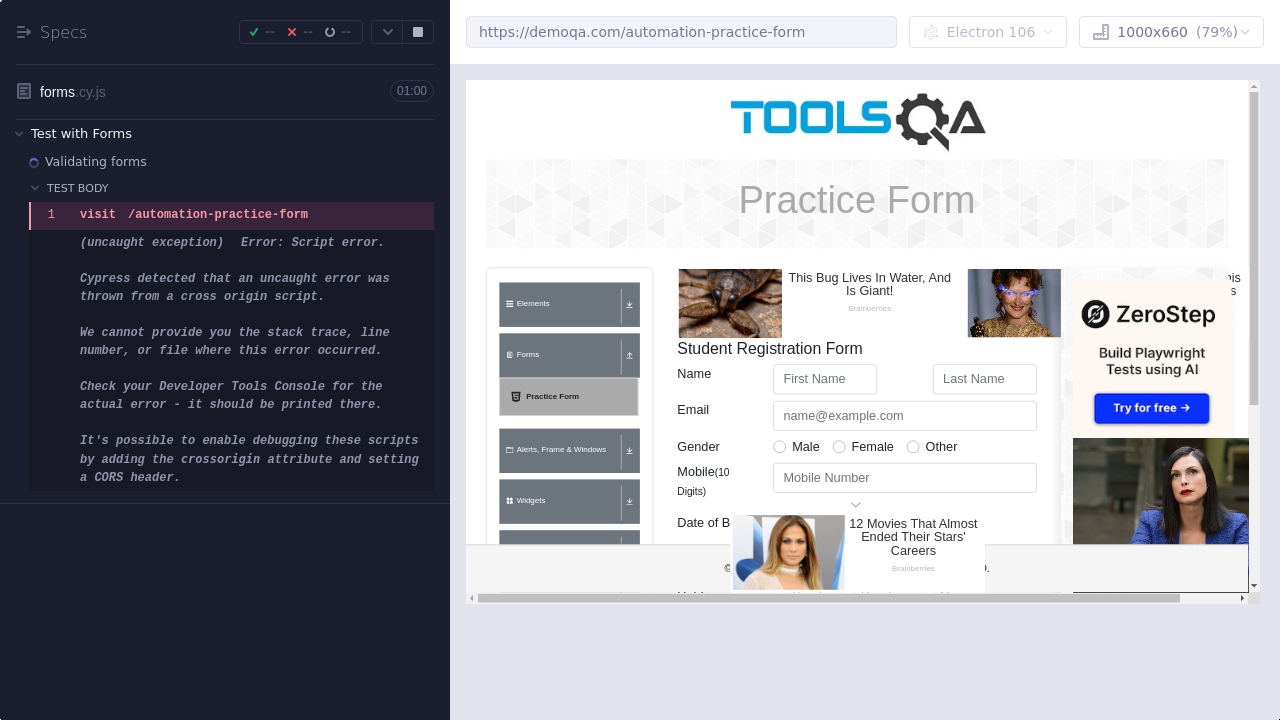 Specs
--
--
--
https://demoqa.com/automation-practice-form
Electron 106
1000x660 (79%)
forms.cy.js
01:00
Test with Forms
Validating forms
TEST BODY
1 visit /automation-practice-form
(uncaught exception) Error: Script error.
Cypress detected that an uncaught error was
thrown from a cross origin script.
We cannot provide you the stack trace, line
number, or file where this error occurred.
Check your Developer Tools Console for the
actual error - it should be printed there.
It's possible to enable debugging these scripts
by adding the crossorigin attribute and setting
a CORS header.
TOOLSQA
Practice Form
Elements
Forms
Practice Form
Alerts, Frame & Windows
Widgets
This Bug Lives In Water, And
Is Giant!
Brainberries
Student Registration Form
Name
First Name
Last Name
Email
name@example.com
Gender
Male
Female
Other
Mobile(10
Digits)
Mobile Number
Date of B
12 Movies That Almost
Ended Their Stars'
Careers
Brainberries
©
ZeroStep
Build Playwright
Tests using AI
Try for free →